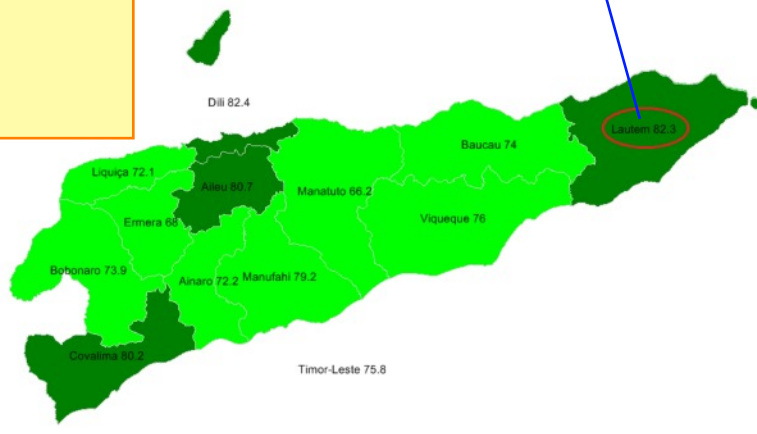 Dili 82.4
Lautem 82.3
Baucau 74
Liquiça 72.1
Aileu 80.7
Manatuto 66.2
Ermera 68
Viqueque 76
Bobonaro 73.9
Ainaro 72.2
Manufahi 79.2
Covalima 80.2
Timor-Leste 75.8